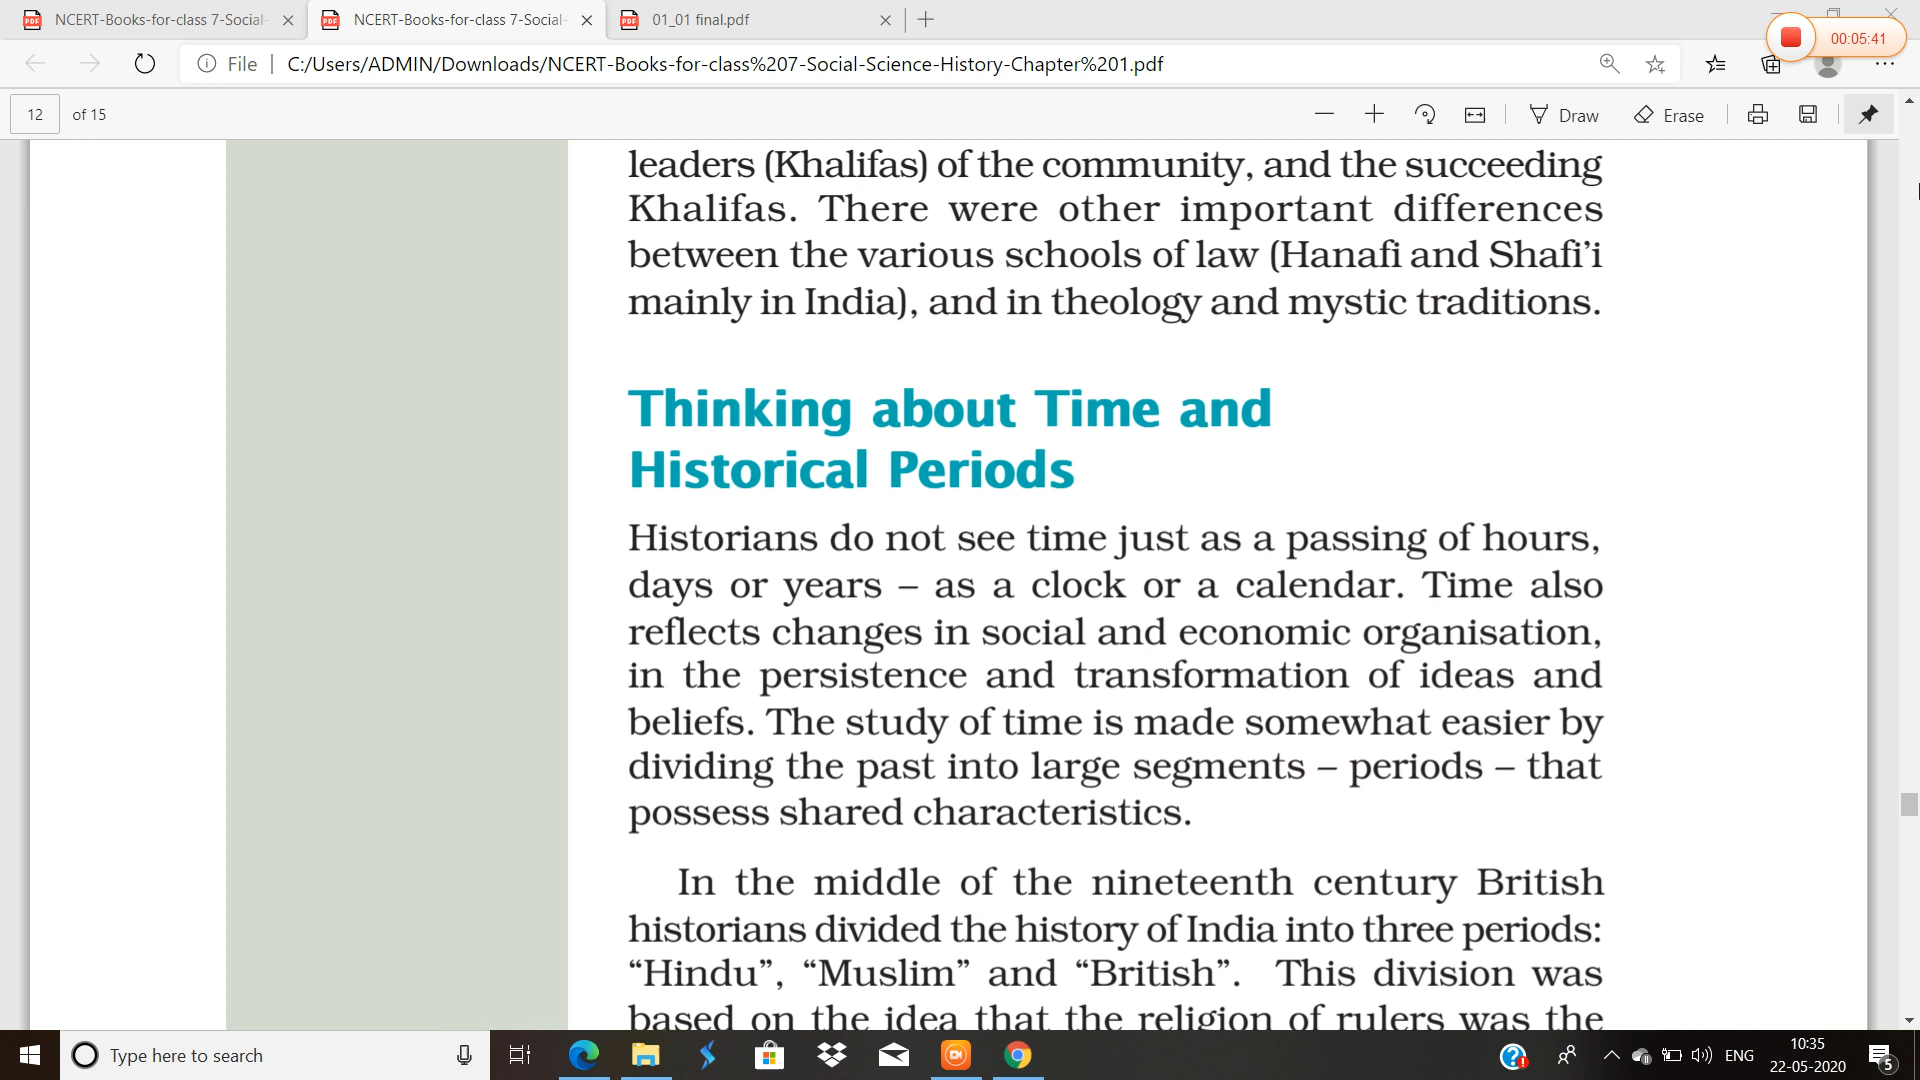 NCERT-Books-for-class 7-Social-
NCERT-Books-for-class 7-Social-
01_01 final.pdf
00:05:41
File
C:/Users/ADMIN/Downloads/NCERT-Books-for-class%207-Social-Science-History-Chapter%201.pdf
12 of 15
Draw
Erase
leaders (Khalifas) of the community, and the succeeding
Khalifas. There were other important differences
between the various schools of law (Hanafi and Shafi’i
mainly in India), and in theology and mystic traditions.
Thinking about Time and
Historical Periods
Historians do not see time just as a passing of hours,
days or years – as a clock or a calendar. Time also
reflects changes in social and economic organisation,
in the persistence and transformation of ideas and
beliefs. The study of time is made somewhat easier by
dividing the past into large segments – periods – that
possess shared characteristics.
In the middle of the nineteenth century British
historians divided the history of India into three periods:
“Hindu”, “Muslim” and “British”. This division was
based on the idea that the religion of rulers was the
Type here to search
ENG
10:35
22-05-2020
5